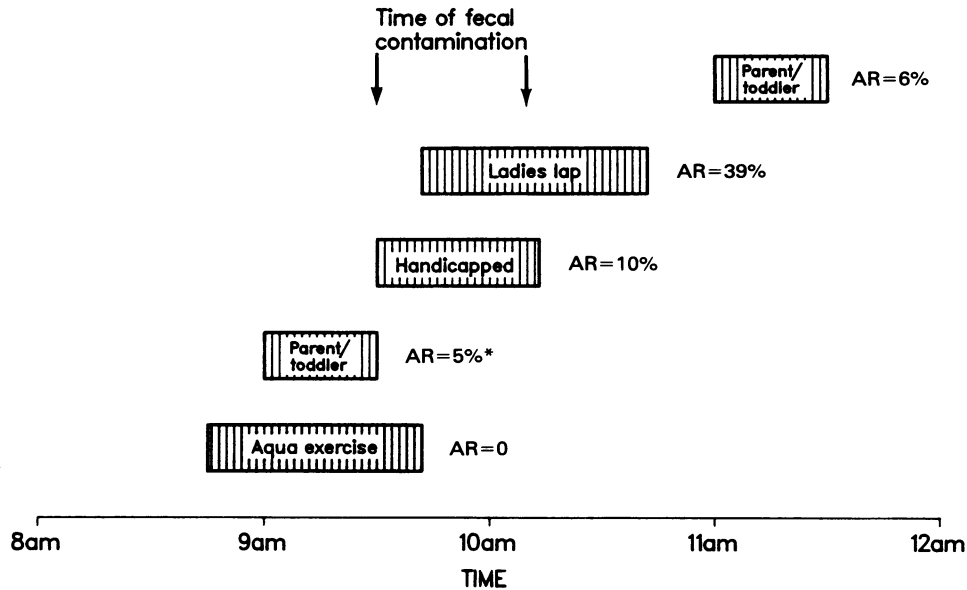 Time of fecal
contamination
Parent/
toddler
AR=6%
Ladies lap
AR=39%
Handicapped
AR=10%
Parent/
toddler
AR=5%*
Aqua exercise
AR=0
8am
9am
10am
11am
12am
TIME